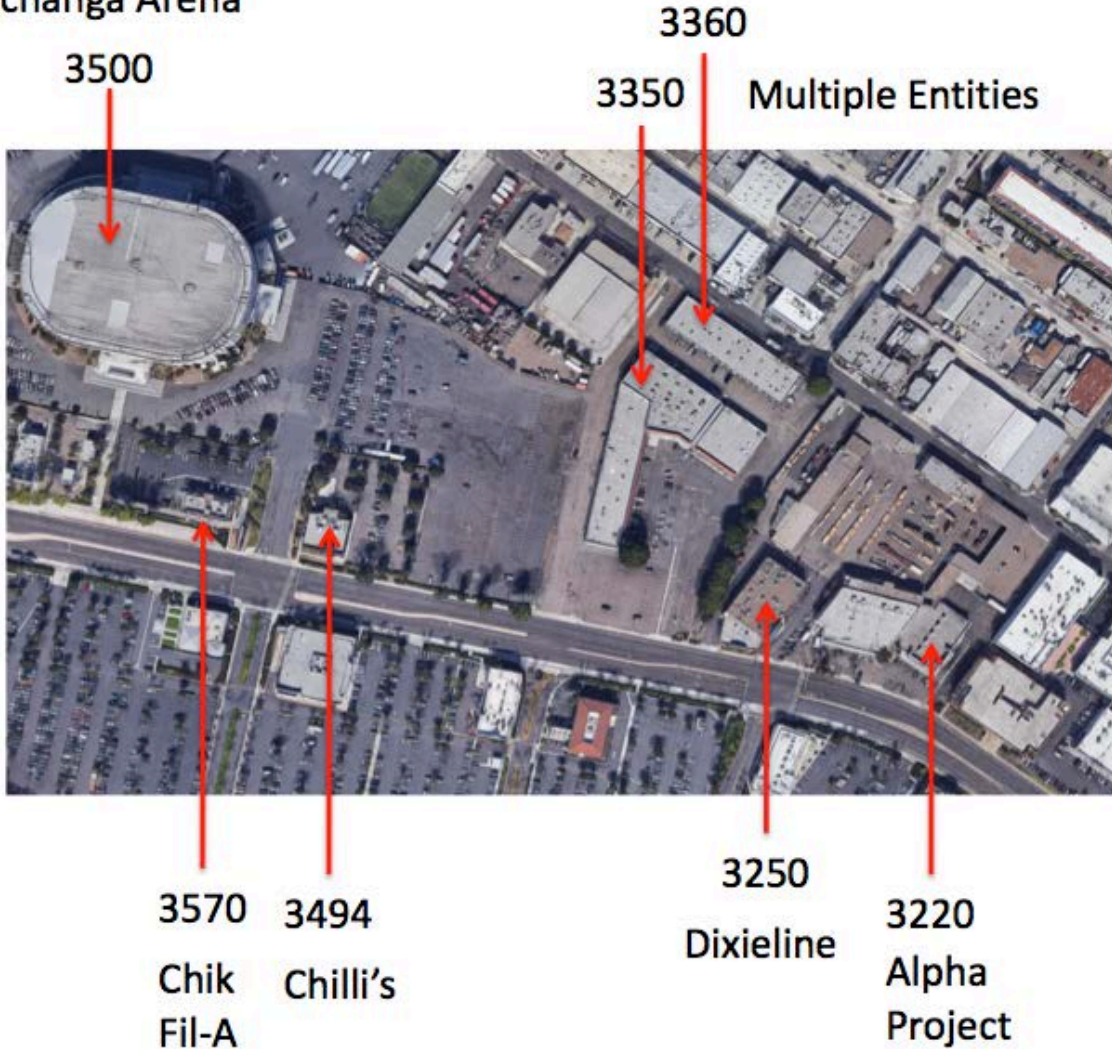 changa Arena
3500
3360
3350
Multiple Entities
3570
Chik
Fil-A
3494
Chilli's
3250
Dixieline
3220
Alpha
Project